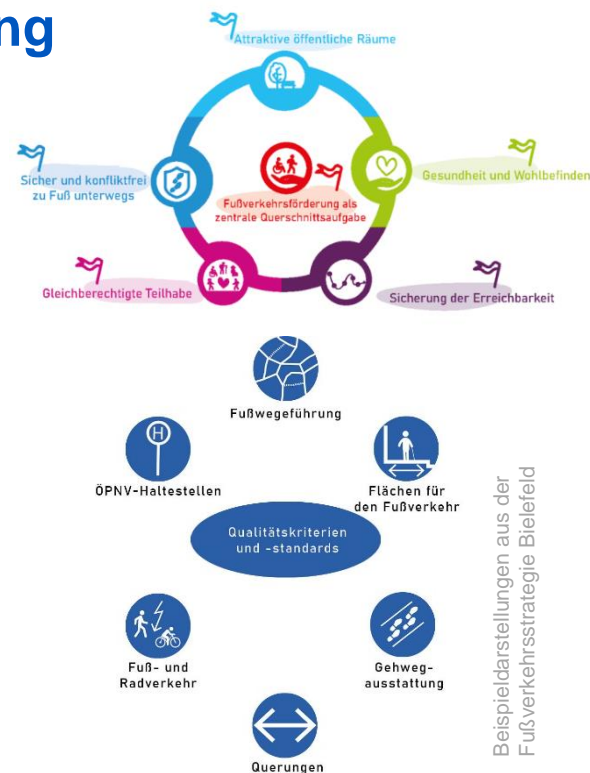 ng
Attraktive öffentliche Räume
Sicher und konfliktfrei
zu Fuß unterwegs
Gesundheit und Wohlbefinden
Fußverkehrsförderung als
zentrale Querschnittsaufgabe
Gleichberechtigte Teilhabe
Sicherung der Erreichbarkeit
Fußwegeführung
H
ÖPNV-Haltestellen
Flächen für
den Fußverkehr
Qualitätskriterien
und -standards
Fuß- und
Radverkehr
Gehweg-
ausstattung
Querungen
Beispieldarstellungen aus der
Fußverkehrsstrategie Bielefeld